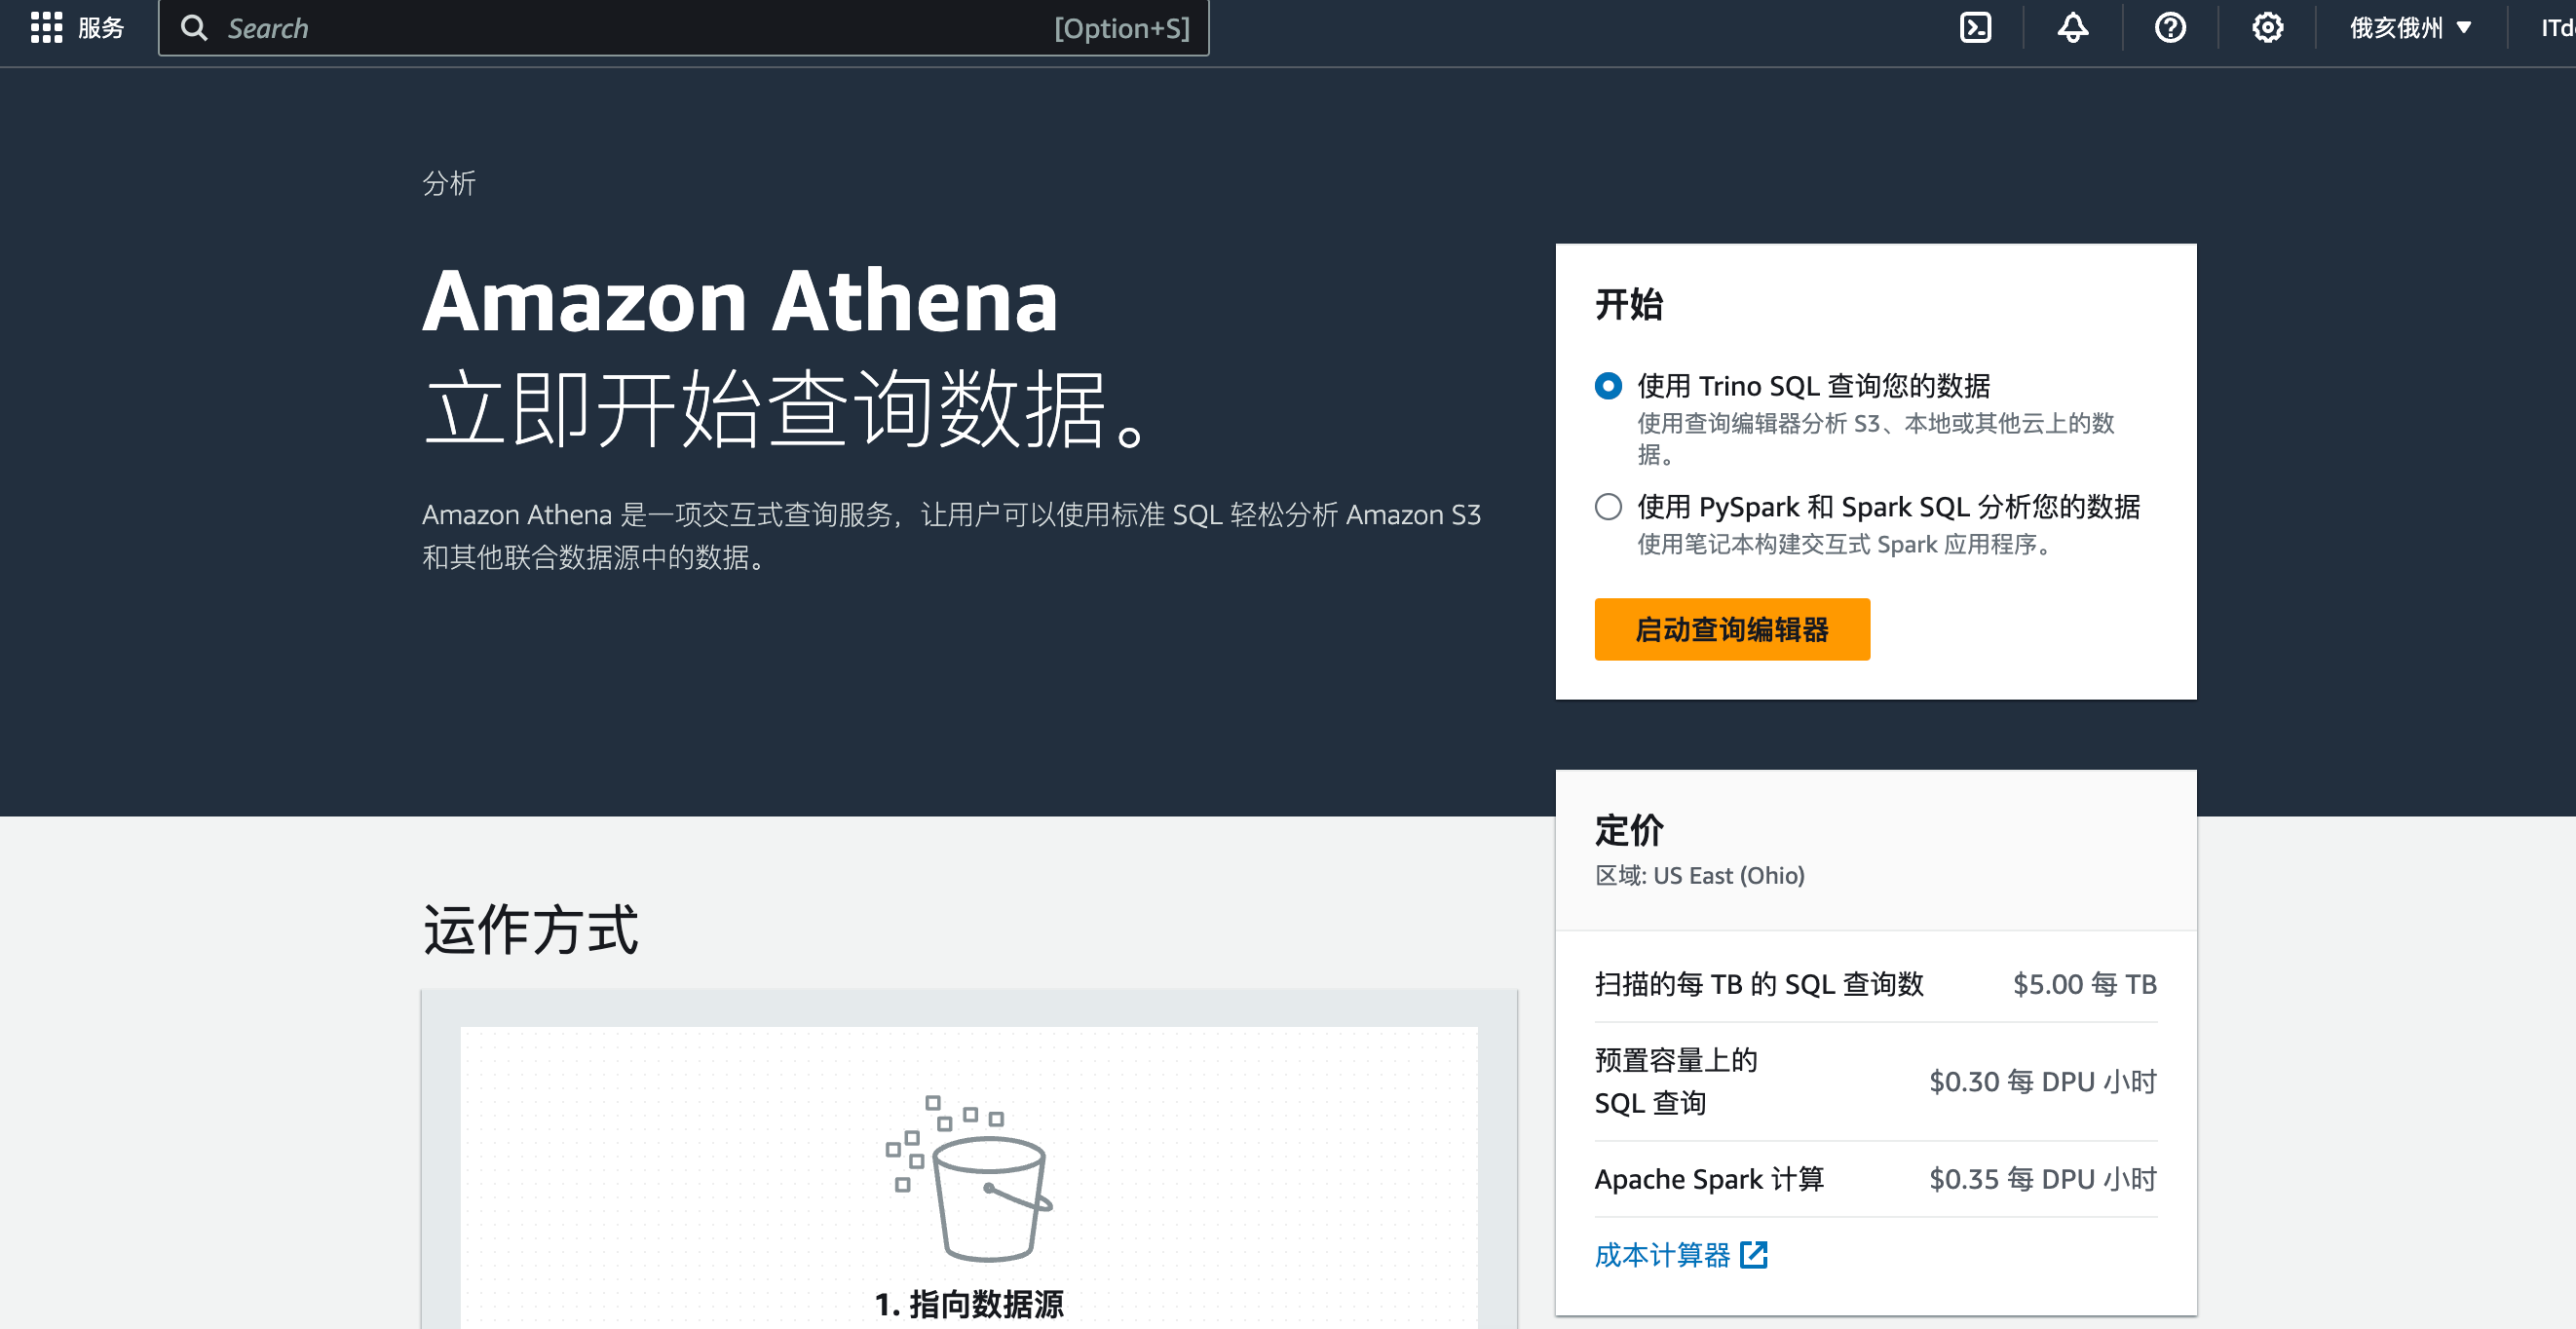 服务
Search
[Option+S]
俄亥俄州
分析
Amazon Athena
立即开始查询数据。
Amazon Athena 是一项交互式查询服务，让用户可以使用标准 SQL 轻松分析 Amazon S3
和其他联合数据源中的数据。
开始
使用 Trino SQL 查询您的数据
使用查询编辑器分析 S3、本地或其他云上的数
据。
使用 PySpark 和 Spark SQL 分析您的数据
使用笔记本构建交互式 Spark 应用程序。
启动查询编辑器
定价
区域: US East (Ohio)
扫描的每 TB 的 SQL 查询数 $5.00 每 TB
预置容量上的
SQL 查询
$0.30 每 DPU 小时
Apache Spark 计算 $0.35 每 DPU 小时
成本计算器
运作方式
1. 指向数据源